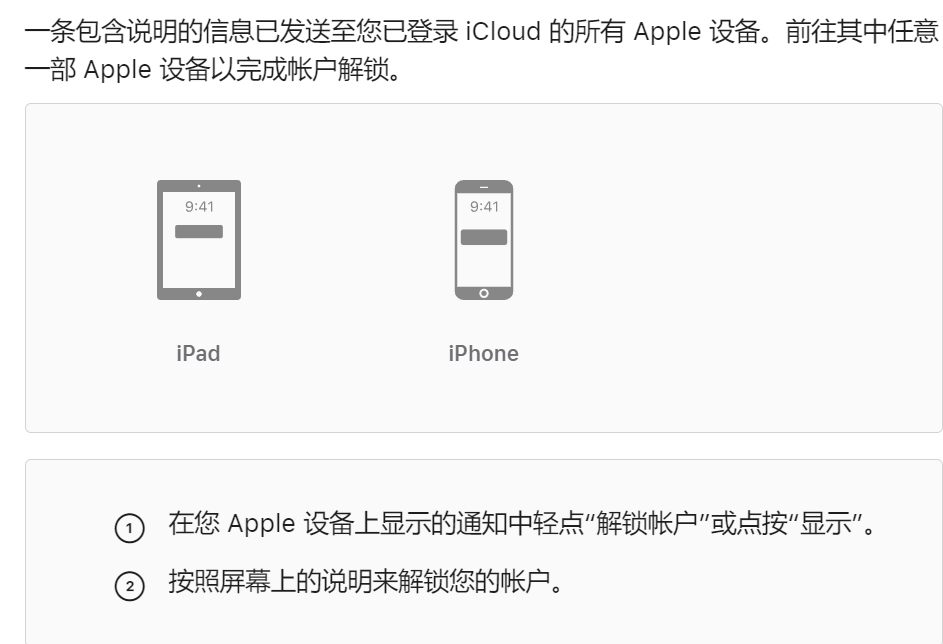 一条包含说明的信息已发送至您已登录 iCloud 的所有 Apple 设备。前往其中任意
一部 Apple 设备以完成帐户解锁。
9:41
9:41
iPad
iPhone
1 在您 Apple 设备上显示的通知中轻点“解锁帐户”或点按“显示”。
2 按照屏幕上的说明来解锁您的帐户。